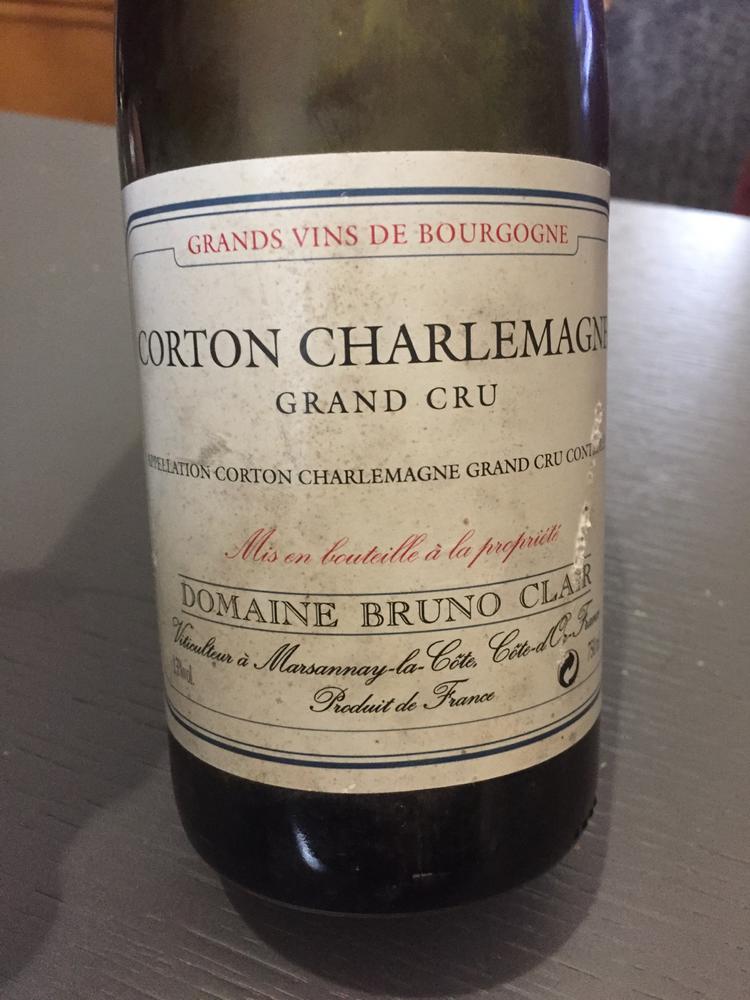 GRANDS VINS DE BOURGOGNE
CORTON CHARLEMAGNE
GRAND CRU
APPELLATION CORTON CHARLEMAGNE GRAND CRU
Mis en bouteille à la propriété
DOMAINE BRUNO CLAIR
Viticulteur à Marsannay-la-Côte, Côte-d'Or-France
Produit de France